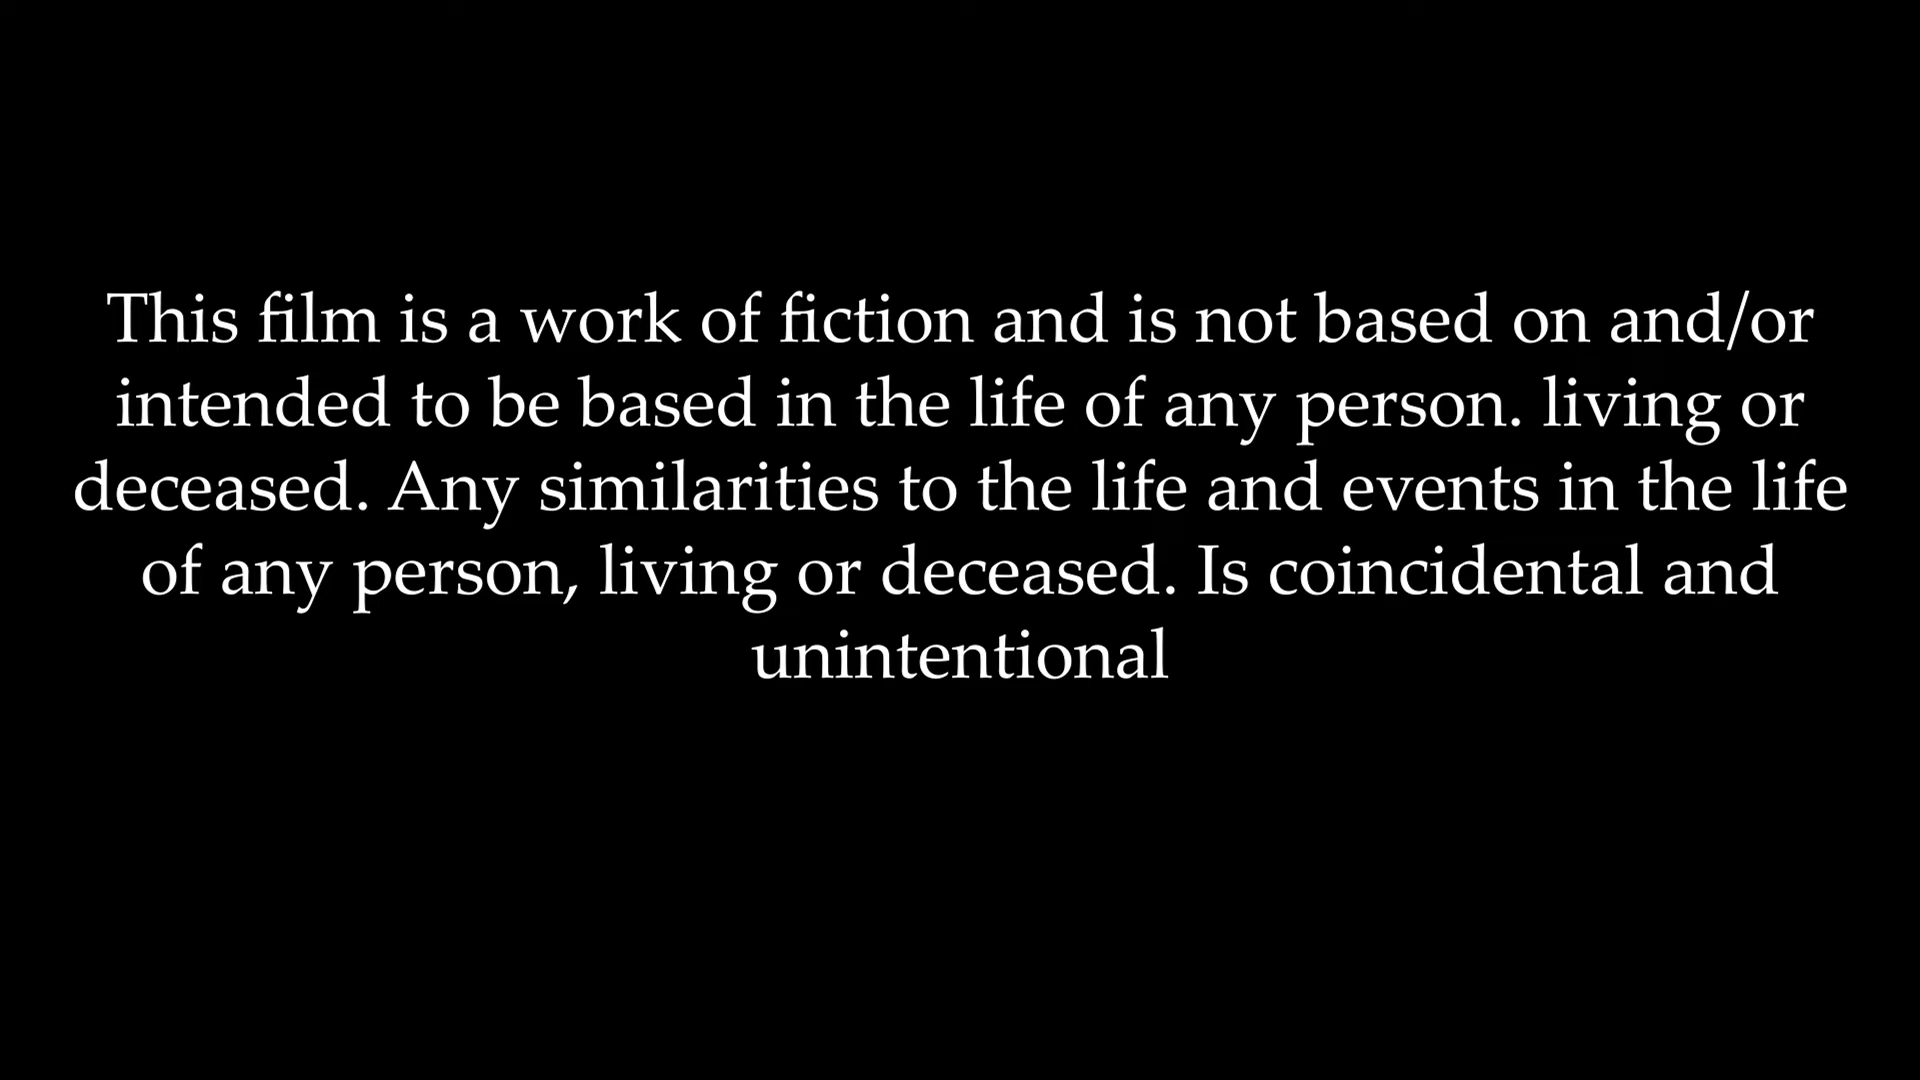 This film is a work of fiction and is not based on and/or
intended to be based in the life of any person. living or
deceased. Any similarities to the life and events in the life
of any person, living or deceased. Is coincidental and
unintentional